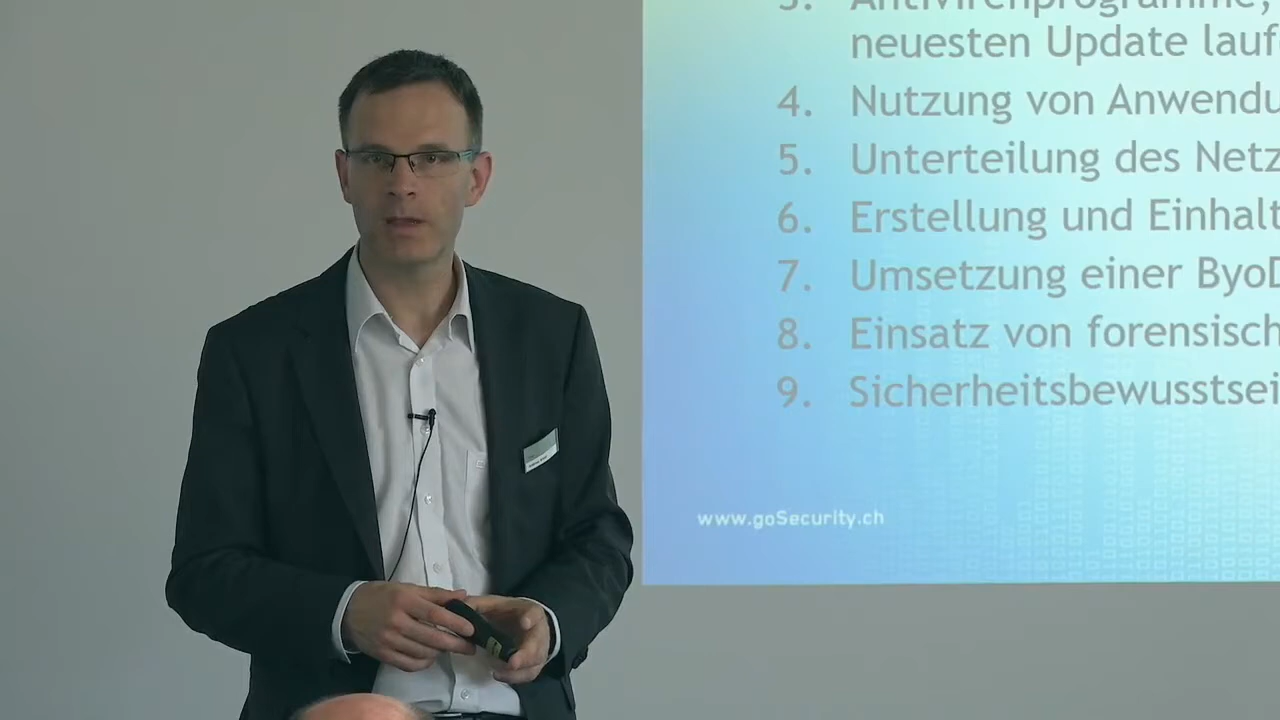 3. Antivirenprogramme,
neuesten Update lauf
4. Nutzung von Anwendu
5. Unterteilung des Netz
6. Erstellung und Einhalt
7. Umsetzung einer ByoD
8. Einsatz von forensisch
9. Sicherheitsbewusstsei
www.goSecurity.ch